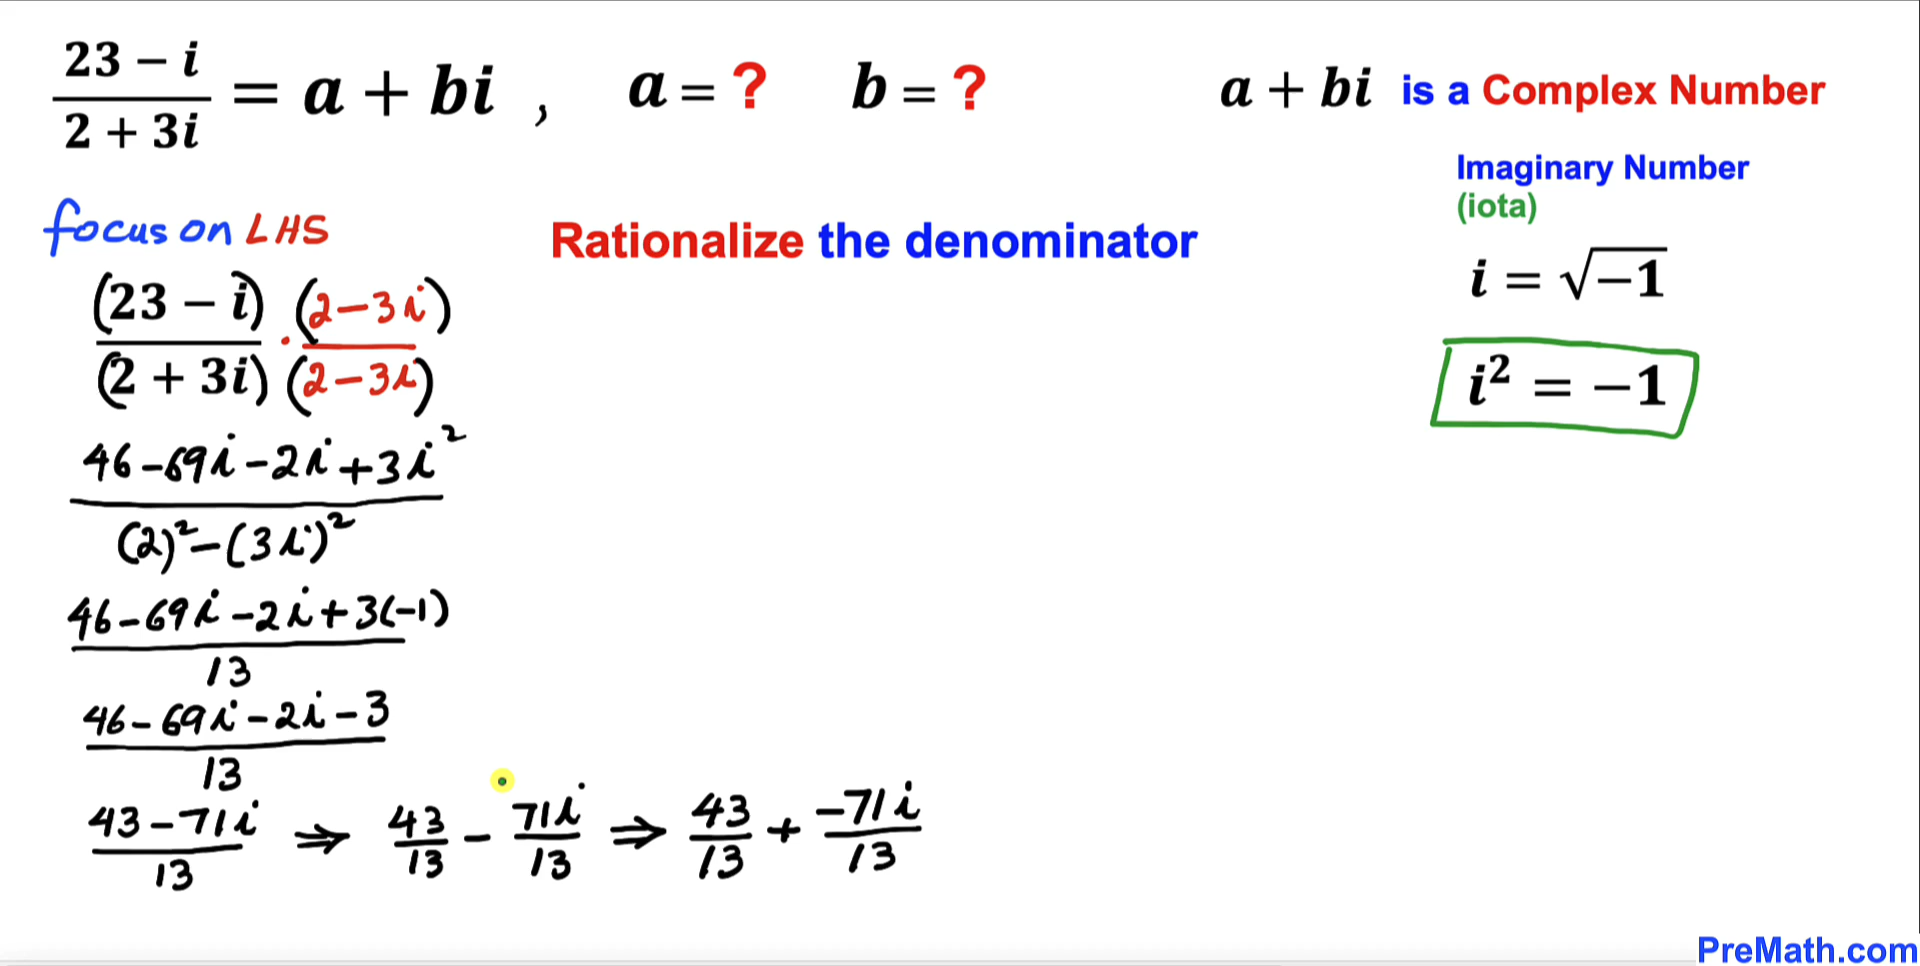 (23 − i)/(2 + 3i) = a + bi , a = ? b = ?
a + bi is a Complex Number
Imaginary Number
(iota)
i = √−1
i² = −1
focus on LHS
Rationalize the denominator
(23 − i)/(2 + 3i) · (2−3i)/(2−3i)
(46−69i−2i+3i²)/((2)²−(3i)²)
(46−69i−2i+3(−1))/13
(46−69i−2i−3)/13
(43−71i)/13 ⇒ 43/13 − 71i/13 ⇒ 43/13 + −71i/13
PreMath.com